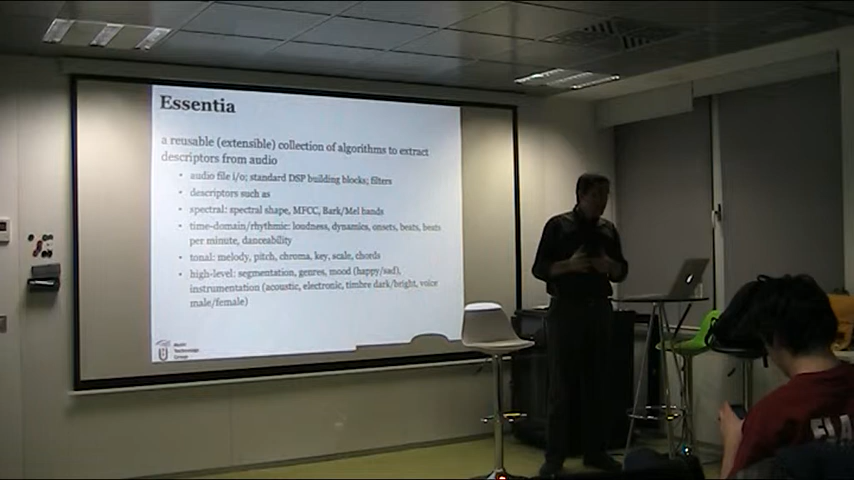 Essentia
a reusable (extensible) collection of algorithms to extract
descriptors from audio
• audio file i/o; standard DSP building blocks; filters
• descriptors such as
• spectral: spectral shape, MFCC, Bark/Mel bands
• time-domain/rhythmic: loudness, dynamics, onsets, beats, beats
per minute, danceability
• tonal: melody, pitch, chroma, key, scale, chords
• high-level: segmentation, genres, mood (happy/sad),
instrumentation (acoustic, electronic, timbre dark/bright, voice
male/female)
Music
Technology
Group